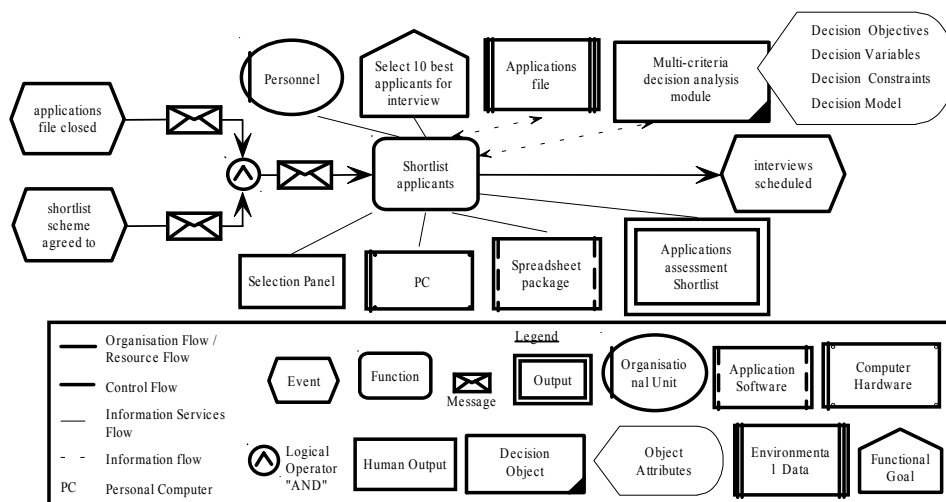 Personnel
Select 10 best
applicants for
interview
Applications
file
Multi-criteria
decision analysis
module
Decision Objectives
Decision Variables
Decision Constraints
Decision Model
applications
file closed
Shortlist
applicants
interviews
scheduled
shortlist
scheme
agreed to
Selection Panel
PC
Spreadsheet
package
Applications
assessment
Shortlist
Legend
Organisation Flow /
Resource Flow
Control Flow
Information Services
Flow
Information flow
PC Personal Computer
Event
Function
Message
Output
Organisatio
nal Unit
Application
Software
Computer
Hardware
Logical
Operator
"AND"
Human Output
Decision
Object
Object
Attributes
Environmenta
l Data
Functional
Goal